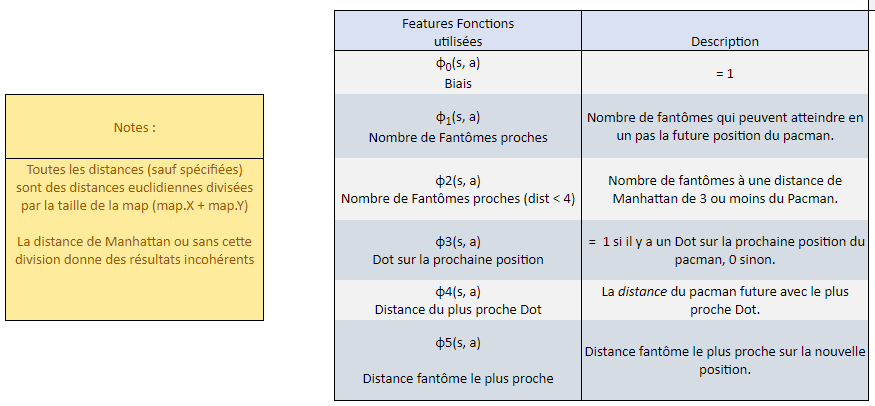 Notes :
Toutes les distances (sauf spécifiées)
sont des distances euclidiennes divisées
par la taille de la map (map.X + map.Y)
La distance de Manhattan ou sans cette
division donne des résultats incohérents
Features Fonctions
utilisées
Description
ϕ₀(s, a)
Biais
= 1
ϕ₁(s, a)
Nombre de Fantômes proches
Nombre de fantômes qui peuvent atteindre en
un pas la future position du pacman.
ϕ2(s, a)
Nombre de Fantômes proches (dist < 4)
Nombre de fantômes à une distance de
Manhattan de 3 ou moins du Pacman.
ϕ3(s, a)
Dot sur la prochaine position
= 1 si il y a un Dot sur la prochaine position du
pacman, 0 sinon.
ϕ4(s, a)
Distance du plus proche Dot
La distance du pacman future avec le plus
proche Dot.
ϕ5(s, a)
Distance fantôme le plus proche
Distance fantôme le plus proche sur la nouvelle
position.